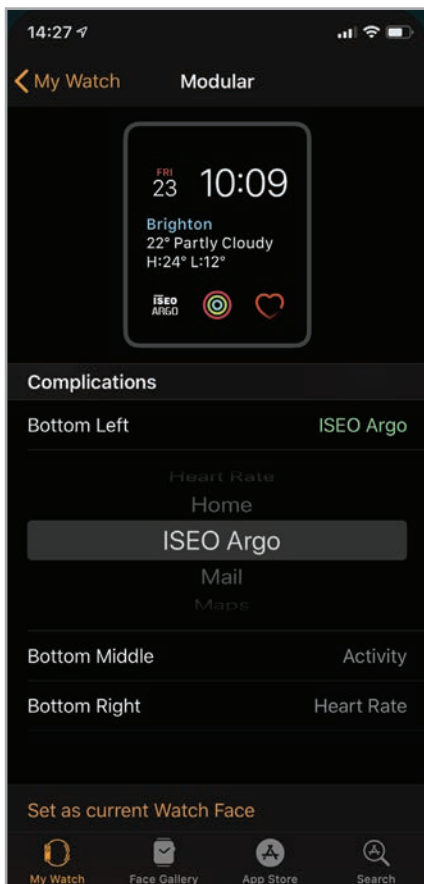 14:27
My Watch
Modular
FRI
23
10:09
Brighton
22° Partly Cloudy
H:24° L:12°
ISEO
ARGO
Complications
Bottom Left
ISEO Argo
Heart Rate
Home
ISEO Argo
Mail
Maps
Bottom Middle
Activity
Bottom Right
Heart Rate
Set as current Watch Face
My Watch
Face Gallery
App Store
Search